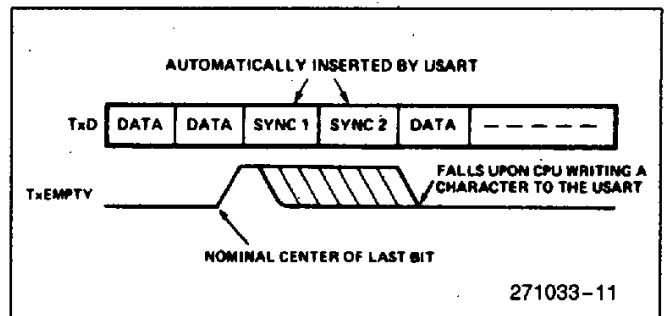 AUTOMATICALLY INSERTED BY USART
TxD DATA DATA SYNC 1 SYNC 2 DATA
TxEMPTY
FALLS UPON CPU WRITING A
CHARACTER TO THE USART
NOMINAL CENTER OF LAST BIT
271033-11